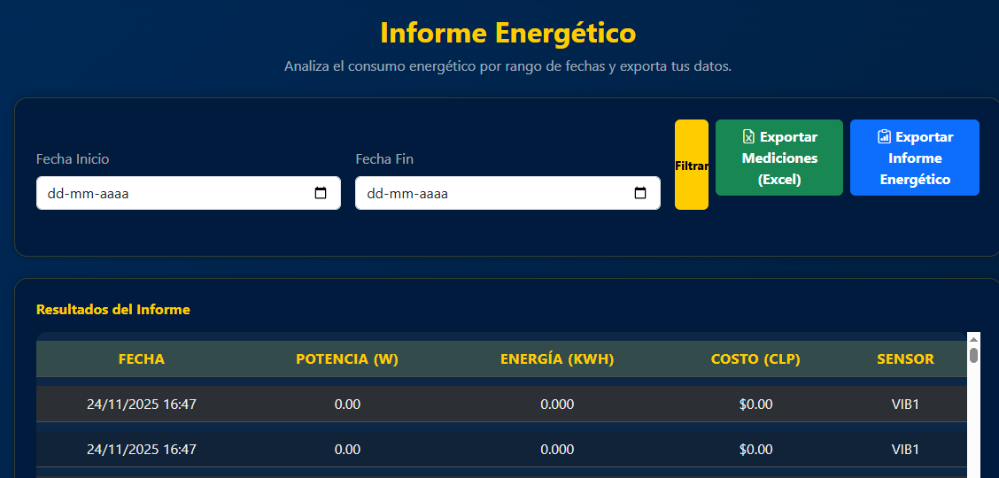 Informe Energético
Analiza el consumo energético por rango de fechas y exporta tus datos.
Fecha Inicio
dd-mm-aaaa
Fecha Fin
dd-mm-aaaa
Filtrar
Exportar
Mediciones
(Excel)
Exportar
Informe
Energético
Resultados del Informe
FECHA POTENCIA (W) ENERGÍA (KWH) COSTO (CLP) SENSOR
24/11/2025 16:47 0.00 0.000 $0.00 VIB1
24/11/2025 16:47 0.00 0.000 $0.00 VIB1